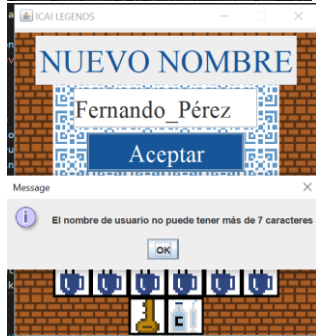 ICAI LEGENDS
NUEVO NOMBRE
Fernando_Pérez
Aceptar
Message
El nombre de usuario no puede tener más de 7 caracteres
OK